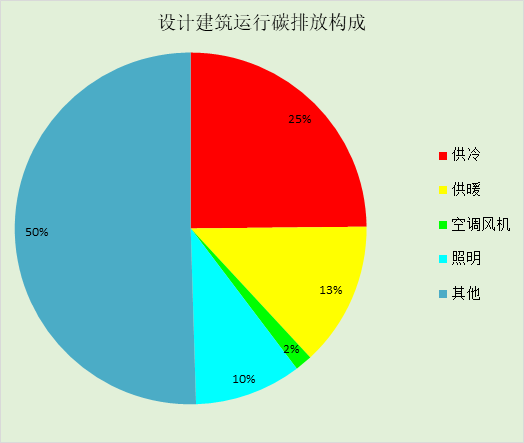 设计建筑运行碳排放构成
25%
13%
2%
10%
50%
供冷
供暖
空调风机
照明
其他